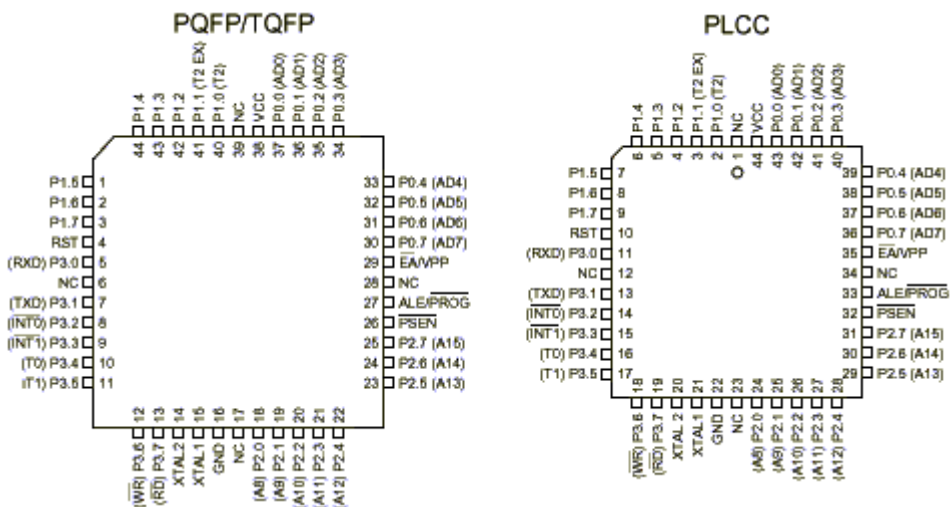 PQFP/TQFP
P1.4
P1.3
P1.2
P1.1 (T2 EX)
P1.0 (T2)
NC
VCC
P0.0 (AD0)
P0.1 (AD1)
P0.2 (AD2)
P0.3 (AD3)
44 43 42 41 40 39 38 37 36 35 34
P1.5 1
P1.6 2
P1.7 3
RST 4
(RXD) P3.0 5
NC 6
(TXD) P3.1 7
(INT0) P3.2 8
(INT1) P3.3 9
(T0) P3.4 10
(T1) P3.5 11
33 P0.4 (AD4)
32 P0.5 (AD5)
31 P0.6 (AD6)
30 P0.7 (AD7)
29 EA/VPP
28 NC
27 ALE/PROG
26 PSEN
25 P2.7 (A15)
24 P2.6 (A14)
23 P2.5 (A13)
12 13 14 15 16 17 18 19 20 21 22
(WR) P3.6
(RD) P3.7
XTAL2
XTAL1
GND
NC
(A8) P2.0
(A9) P2.1
(A10) P2.2
(A11) P2.3
(A12) P2.4
PLCC
P1.4
P1.3
P1.2
P1.1 (T2 EX)
P1.0 (T2)
NC
VCC
P0.0 (AD0)
P0.1 (AD1)
P0.2 (AD2)
P0.3 (AD3)
6 5 4 3 2 1 44 43 42 41 40
P1.5 7
P1.6 8
P1.7 9
RST 10
(RXD) P3.0 11
NC 12
(TXD) P3.1 13
(INT0) P3.2 14
(INT1) P3.3 15
(T0) P3.4 16
(T1) P3.5 17
39 P0.4 (AD4)
38 P0.5 (AD5)
37 P0.6 (AD6)
36 P0.7 (AD7)
35 EA/VPP
34 NC
33 ALE/PROG
32 PSEN
31 P2.7 (A15)
30 P2.6 (A14)
29 P2.5 (A13)
18 19 20 21 22 23 24 25 26 27 28
(WR) P3.6
(RD) P3.7
XTAL 2
XTAL1
GND
NC
(A8) P2.0
(A9) P2.1
(A10) P2.2
(A11) P2.3
(A12) P2.4